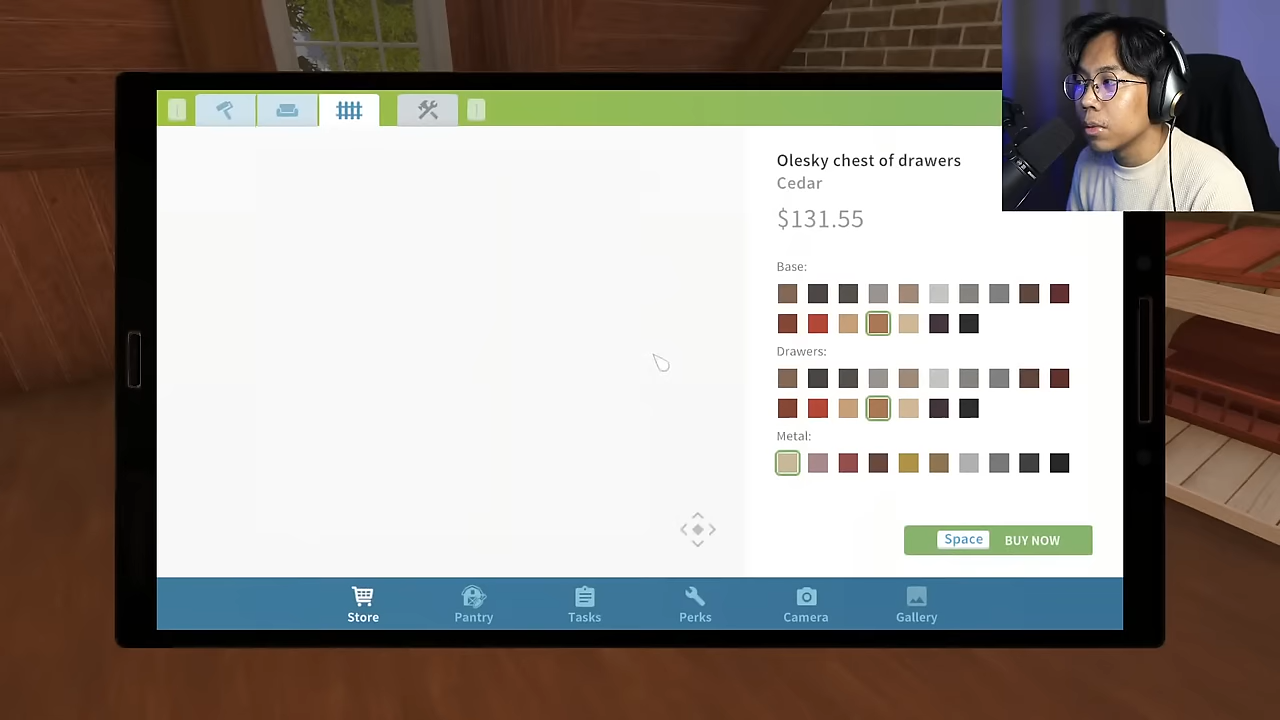 Olesky chest of drawers
Cedar
$131.55
Base:
Drawers:
Metal:
Space BUY NOW
Store Pantry Tasks Perks Camera Gallery